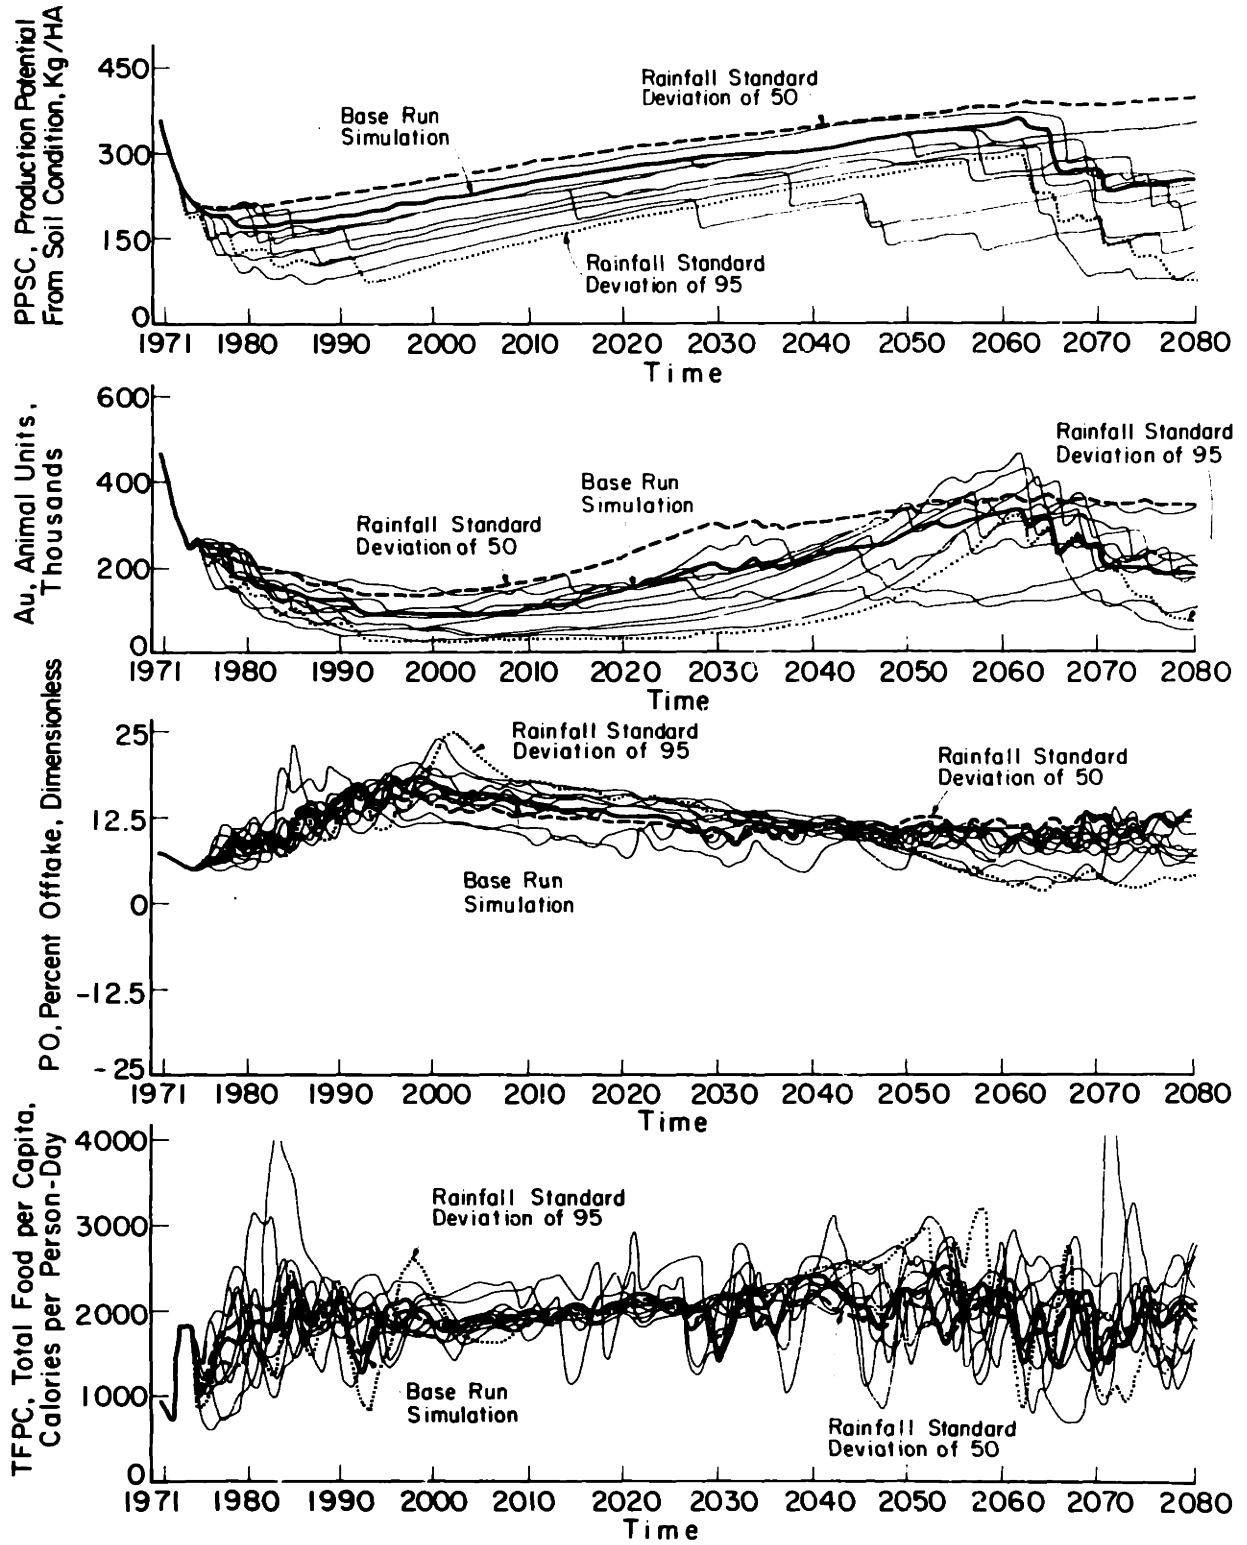 PPSC, Production Potential
From Soil Condition, Kg/HA
450
300
150
0
Rainfall Standard
Deviation of 50
Base Run
Simulation
Rainfall Standard
Deviation of 95
1971 1980 1990 2000 2010 2020 2030 2040 2050 2060 2070 2080
Time
Au, Animal Units,
Thousands
600
400
200
0
Rainfall Standard
Deviation of 95
Base Run
Simulation
Rainfall Standard
Deviation of 50
1971 1980 1990 2000 2010 2020 2030 2040 2050 2060 2070 2080
Time
PO, Percent Offtake, Dimensionless
25
12.5
0
-12.5
-25
Rainfall Standard
Deviation of 95
Rainfall Standard
Deviation of 50
Base Run
Simulation
1971 1980 1990 2000 2010 2020 2030 2040 2050 2060 2070 2080
Time
TFPC, Total Food per Capita,
Calories per Person-Day
4000
3000
2000
1000
0
Rainfall Standard
Deviation of 95
Base Run
Simulation
Rainfall Standard
Deviation of 50
1971 1980 1990 2000 2010 2020 2030 2040 2050 2060 2070 2080
Time